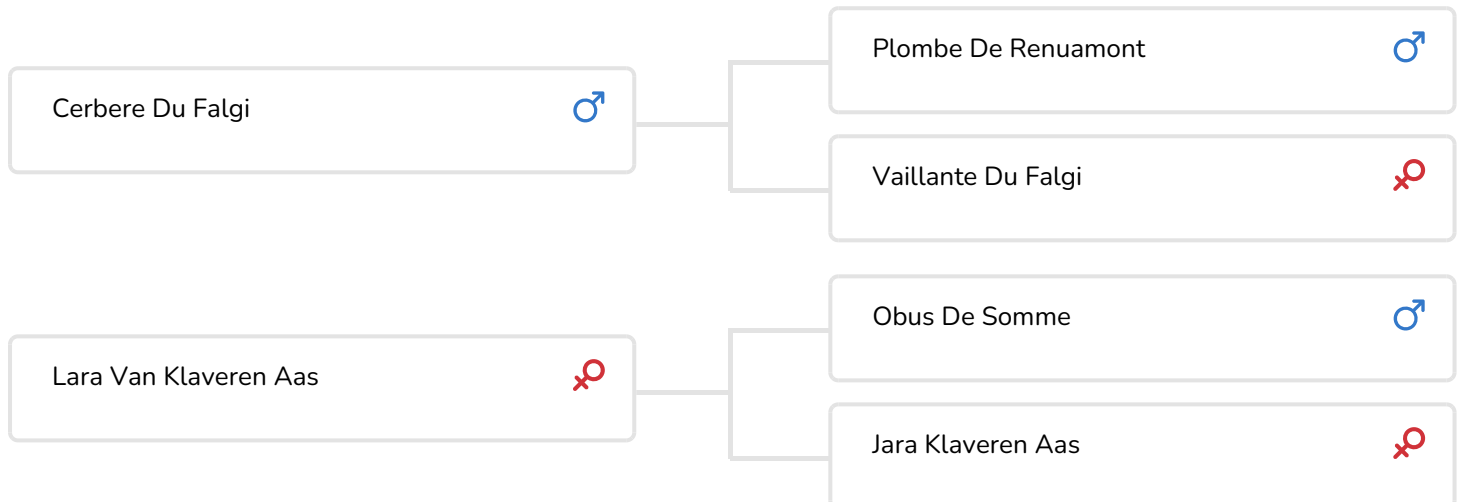 Plombe De Renuamont
Cerbere Du Falgi
Vaillante Du Falgi
Obus De Somme
Lara Van Klaveren Aas
Jara Klaveren Aas